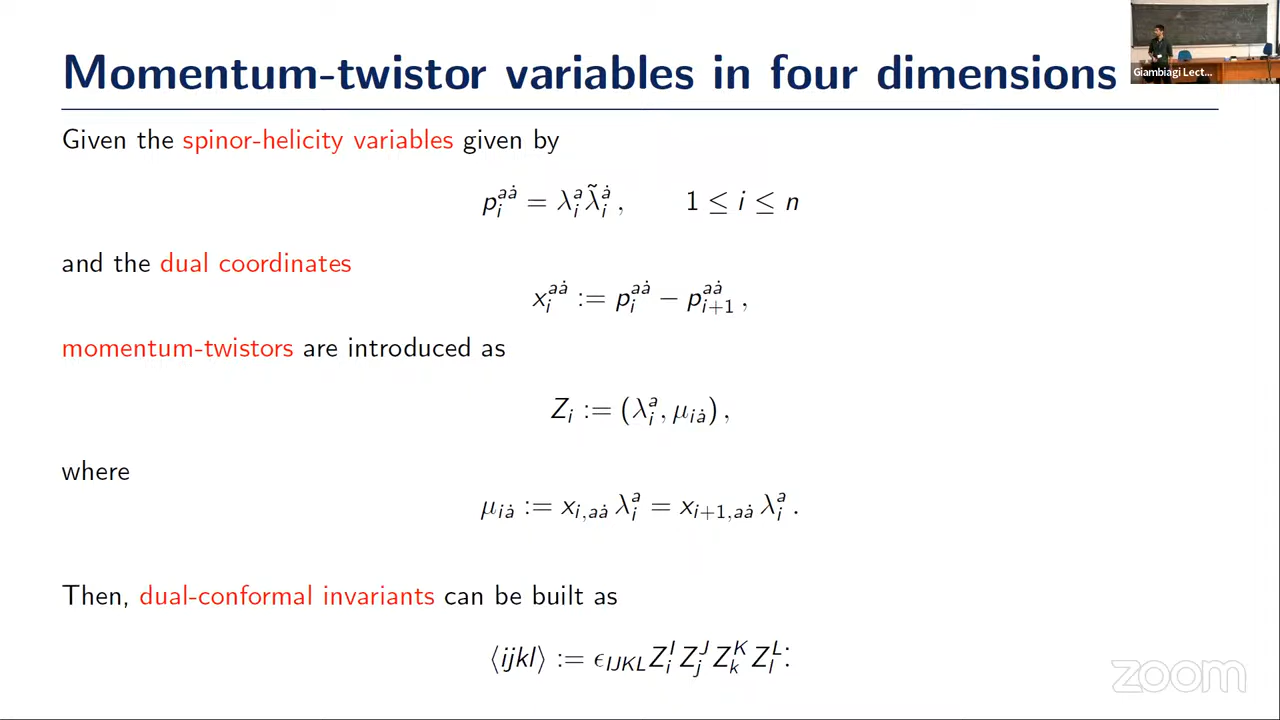 Momentum-twistor variables in four dimensions
Giambiagi Lect...
Given the spinor-helicity variables given by
p_i^{aȧ} = λ_i^a λ̃_i^ȧ , 1 ≤ i ≤ n
and the dual coordinates
x_i^{aȧ} := p_i^{aȧ} − p_{i+1}^{aȧ} ,
momentum-twistors are introduced as
Z_i := (λ_i^a, μ_{iȧ}) ,
where
μ_{iȧ} := x_{i,aȧ} λ_i^a = x_{i+1,aȧ} λ_i^a .
Then, dual-conformal invariants can be built as
⟨ijkl⟩ := ϵ_{IJKL} Z_i^I Z_j^J Z_k^K Z_l^L :
zoom